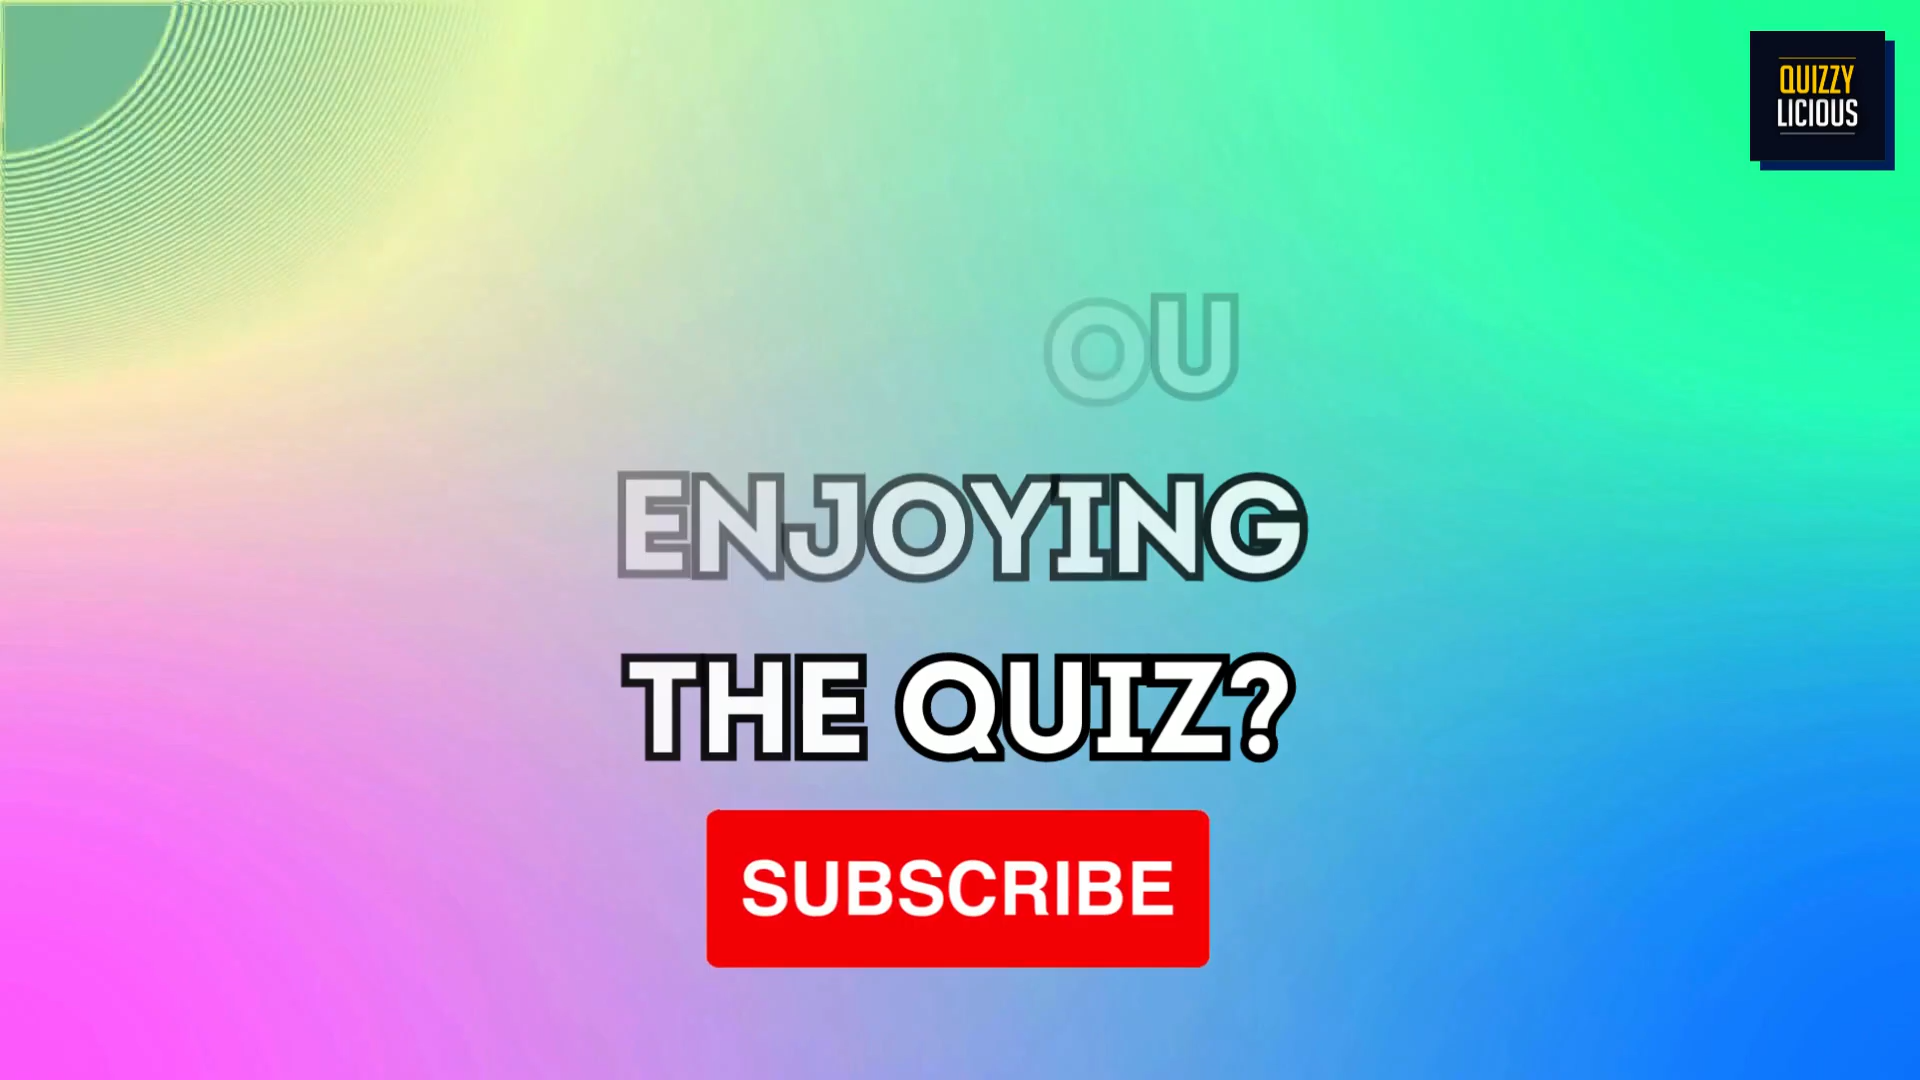 QUIZZY
LICIOUS
OU
ENJOYING
THE QUIZ?
SUBSCRIBE